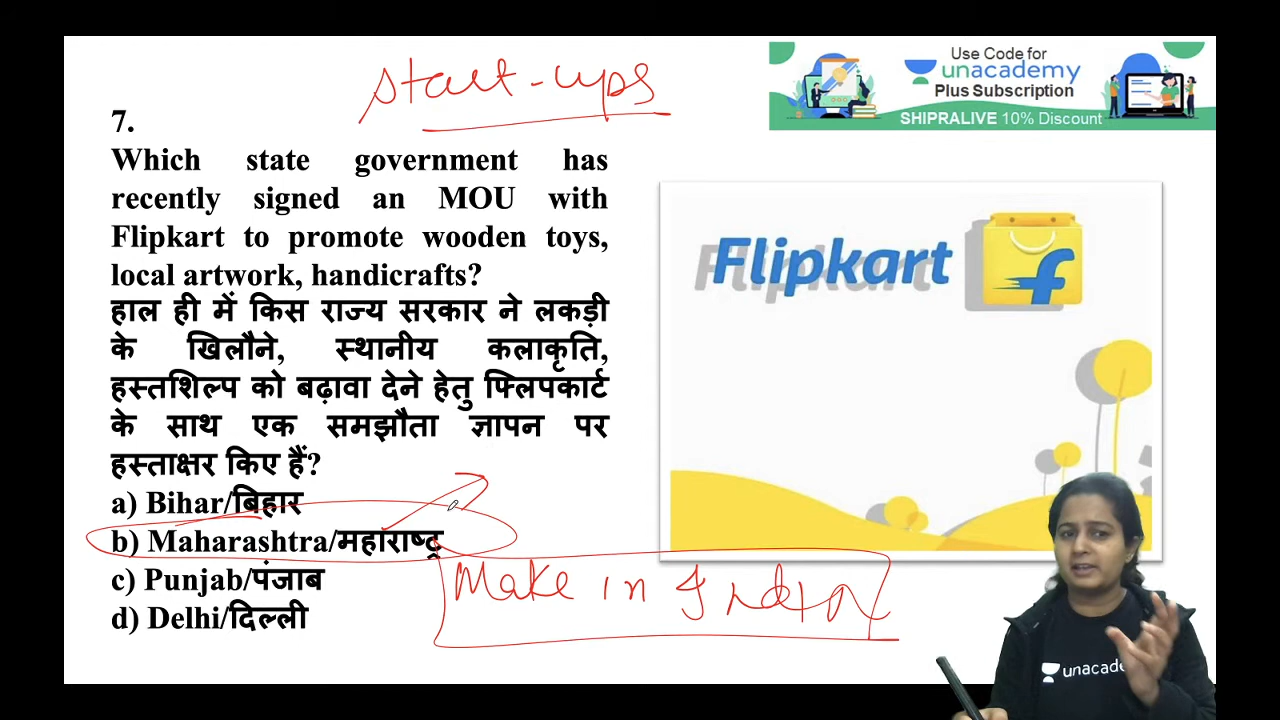 start-ups
Use Code for
unacademy
Plus Subscription
SHIPRALIVE 10% Discount
7.
Which state government has
recently signed an MOU with
Flipkart to promote wooden toys,
local artwork, handicrafts?
हाल ही में किस राज्य सरकार ने लकड़ी
के खिलौने, स्थानीय कलाकृति,
हस्तशिल्प को बढ़ावा देने हेतु फ्लिपकार्ट
के साथ एक समझौता ज्ञापन पर
हस्ताक्षर किए हैं?
a) Bihar/बिहार
b) Maharashtra/महाराष्ट्र
c) Punjab/पंजाब
d) Delhi/दिल्ली
Flipkart
f
Make in India
unacade